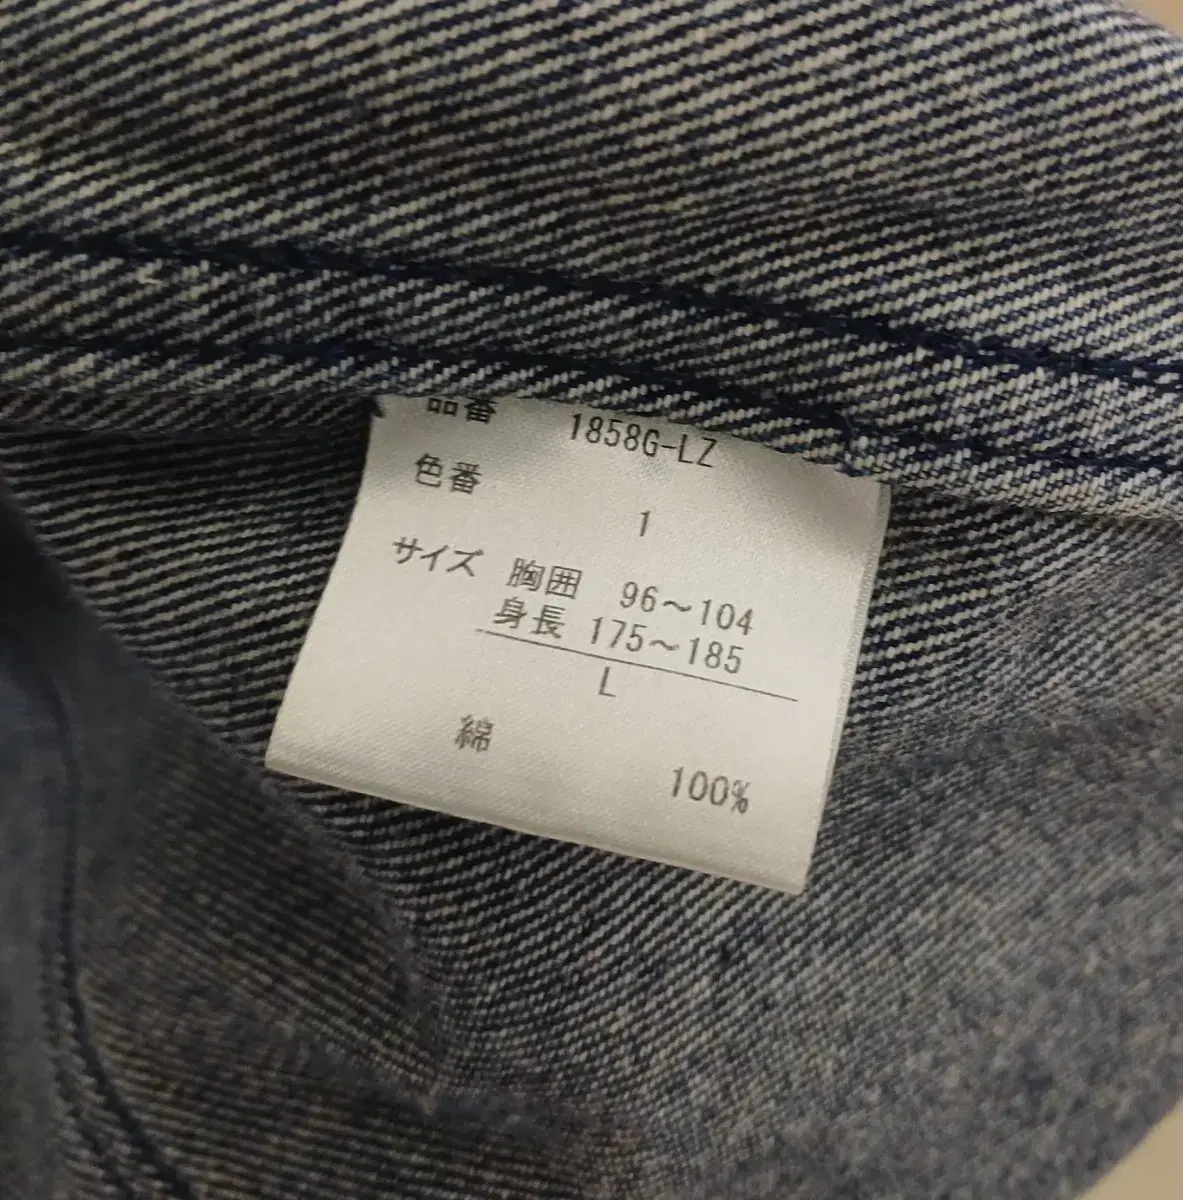 品番 1858G-LZ
色番 1
サイズ 胸囲 96～104
身長 175～185
L
綿 100%